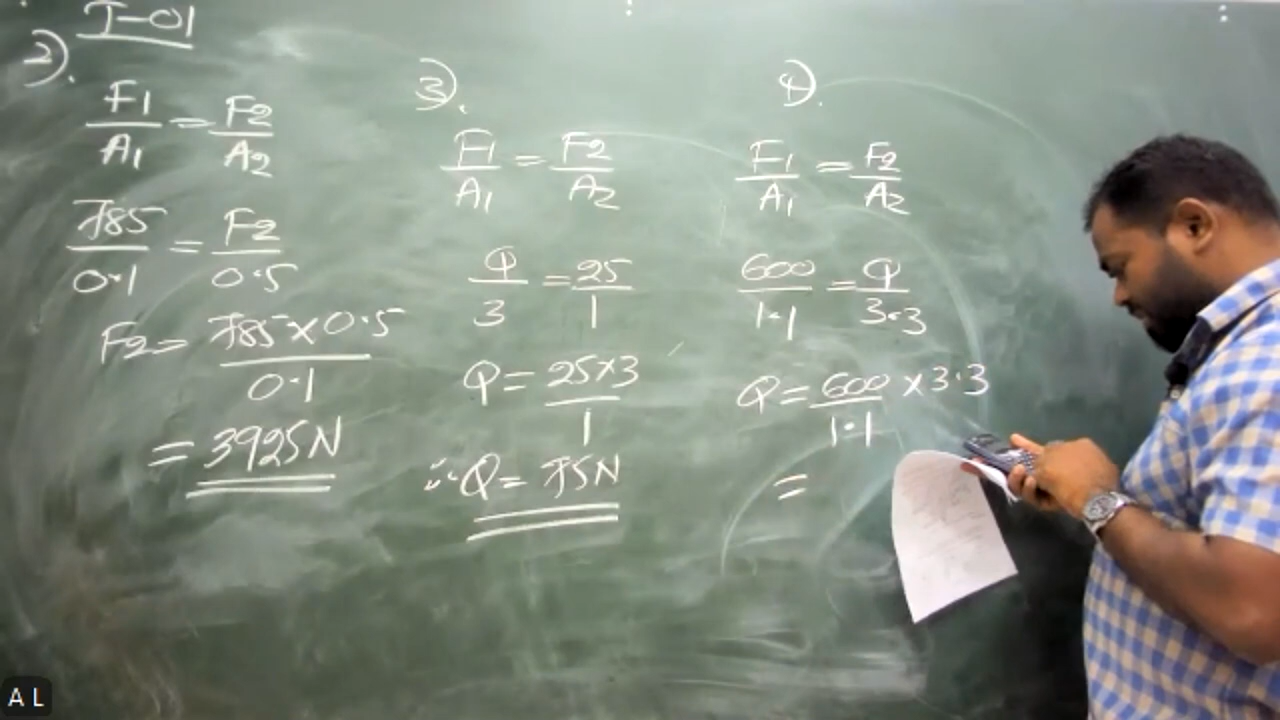 T-01
2).
F1/A1 = F2/A2
785/0.1 = F2/0.5
F2 = 785 x 0.5/0.1
= 3925N
3).
F1/A1 = F2/A2
Q/3 = 25/1
Q = 25x3/1
∴ Q = 75N
4).
F1/A1 = F2/A2
600/1.1 = Q/3.3
Q = 600/1.1 x 3.3
=
A L